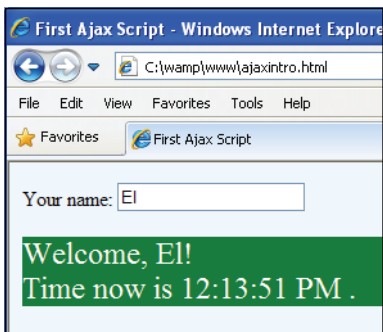 First Ajax Script - Windows Internet Explore
C:\wamp\www\ajaxintro.html
File Edit View Favorites Tools Help
Favorites First Ajax Script
Your name: El
Welcome, El!
Time now is 12:13:51 PM .